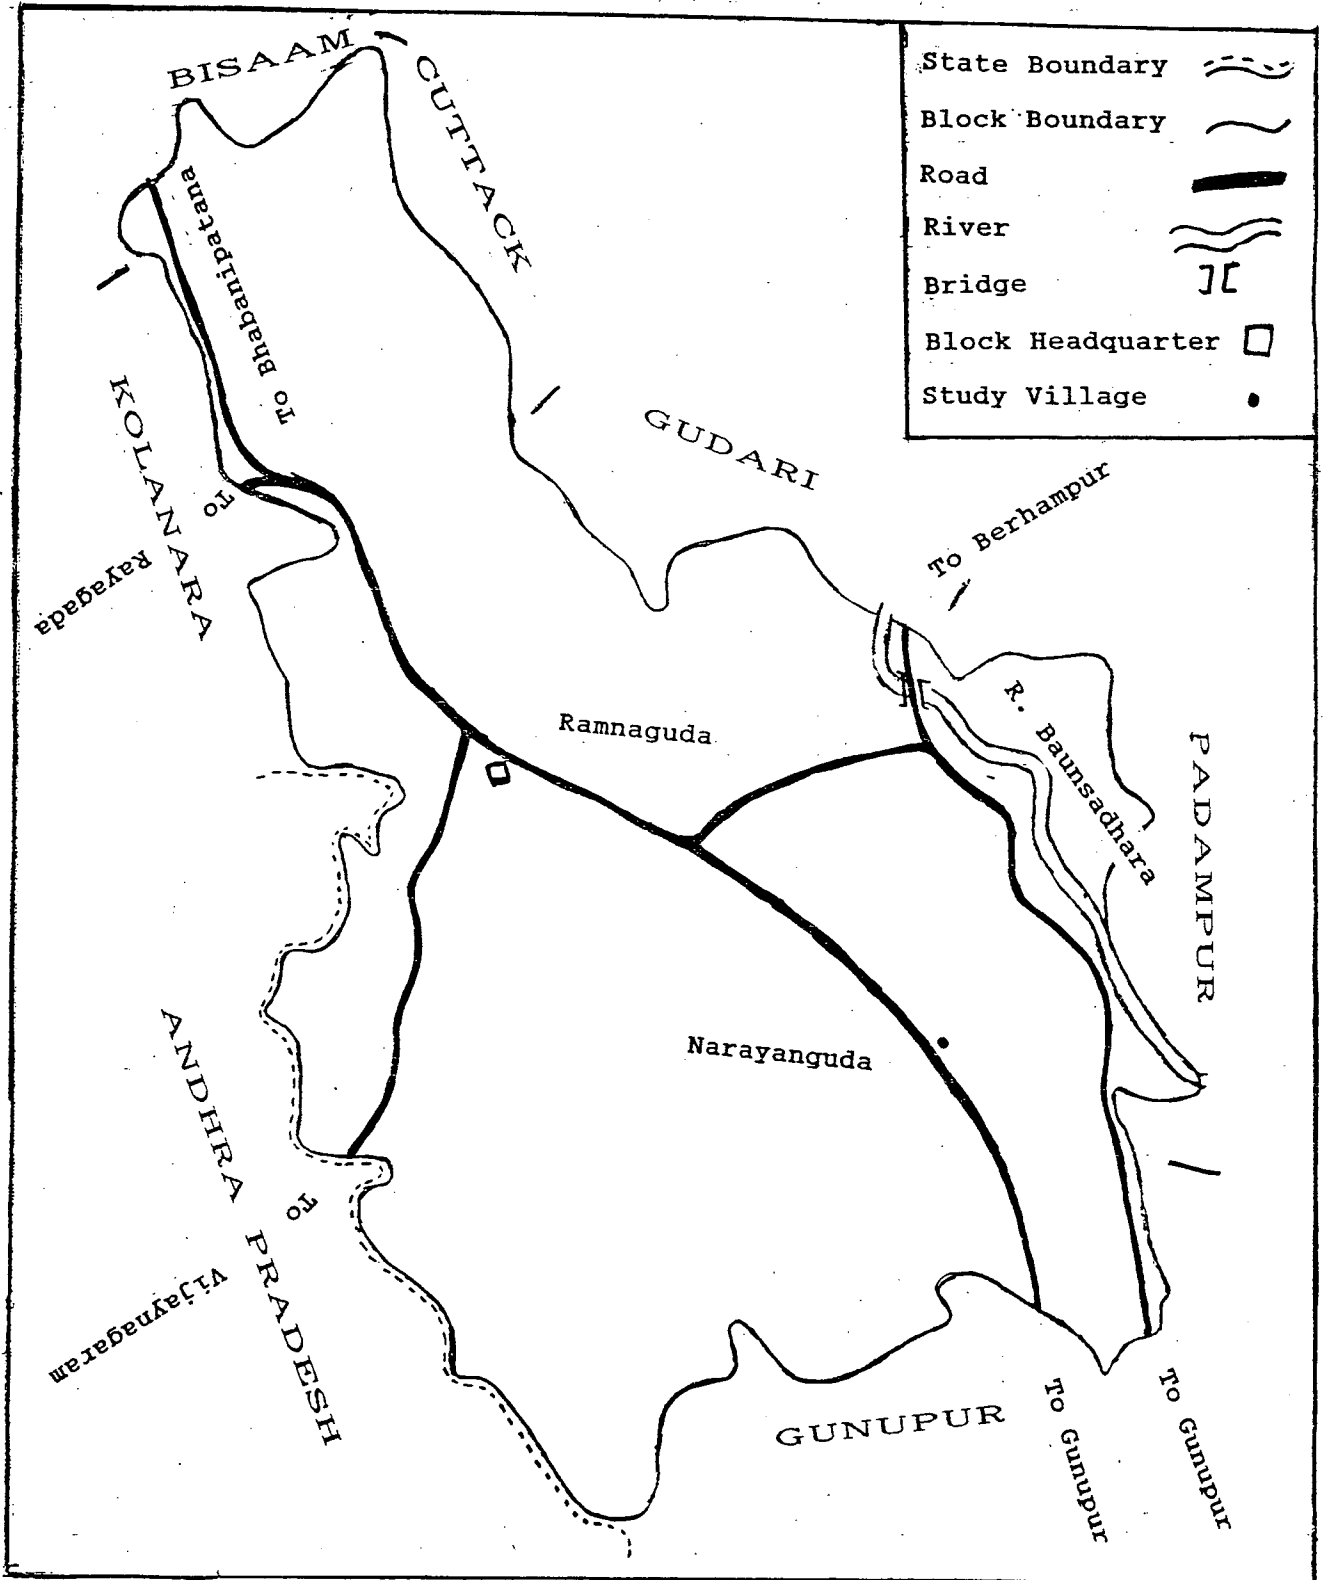 BISAAM
CUTTACK
State Boundary
Block Boundary
Road
River
Bridge
Block Headquarter
Study Village
To Bhabanipatana
KOLANARA
To
Rayagada
GUDARI
To Berhampur
R. Baunsadhara
PADAMPUR
Ramnaguda
Narayanguda
ANDHRA PRADESH
To
Vijaynagaram
GUNUPUR
To Gunupur
To Gunupur